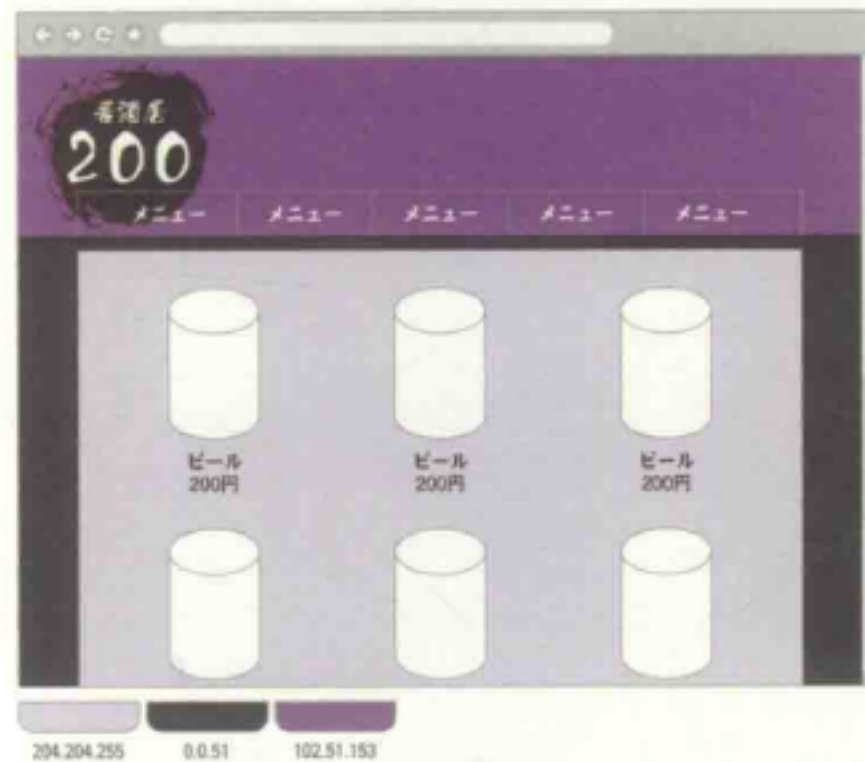 居酒屋
200
メニュー メニュー メニュー メニュー メニュー
ビール ビール ビール
200円 200円 200円
204.204.255 0.0.51 102.51.153